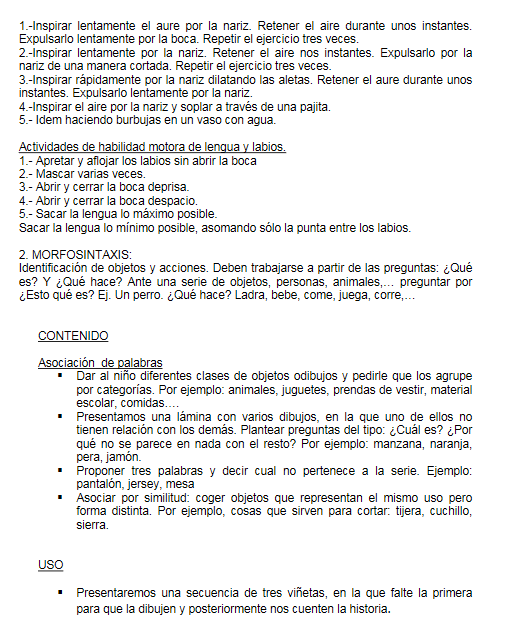 1.-Inspirar lentamente el aure por la nariz. Retener el aire durante unos instantes.
Expulsarlo lentamente por la boca. Repetir el ejercicio tres veces.
2.-Inspirar lentamente por la nariz. Retener el aire nos instantes. Expulsarlo por la
nariz de una manera cortada. Repetir el ejercicio tres veces.
3.-Inspirar rápidamente por la nariz dilatando las aletas. Retener el aure durante unos
instantes. Expulsarlo lentamente por la nariz.
4.-Inspirar el aire por la nariz y soplar a través de una pajita.
5.- Idem haciendo burbujas en un vaso con agua.
Actividades de habilidad motora de lengua y labios.
1.- Apretar y aflojar los labios sin abrir la boca
2.- Mascar varias veces.
3.- Abrir y cerrar la boca deprisa.
4.- Abrir y cerrar la boca despacio.
5.- Sacar la lengua lo máximo posible.
Sacar la lengua lo mínimo posible, asomando sólo la punta entre los labios.
2. MORFOSINTAXIS:
Identificación de objetos y acciones. Deben trabajarse a partir de las preguntas: ¿Qué
es? Y ¿Qué hace? Ante una serie de objetos, personas, animales,... preguntar por
¿Esto qué es? Ej. Un perro. ¿Qué hace? Ladra, bebe, come, juega, corre,...
CONTENIDO
Asociación de palabras
▪ Dar al niño diferentes clases de objetos odibujos y pedirle que los agrupe
por categorías. Por ejemplo: animales, juguetes, prendas de vestir, material
escolar, comidas....
▪ Presentamos una lámina con varios dibujos, en la que uno de ellos no
tienen relación con los demás. Plantear preguntas del tipo: ¿Cuál es? ¿Por
qué no se parece en nada con el resto? Por ejemplo: manzana, naranja,
pera, jamón.
▪ Proponer tres palabras y decir cual no pertenece a la serie. Ejemplo:
pantalón, jersey, mesa
▪ Asociar por similitud: coger objetos que representan el mismo uso pero
forma distinta. Por ejemplo, cosas que sirven para cortar: tijera, cuchillo,
sierra.
USO
▪ Presentaremos una secuencia de tres viñetas, en la que falte la primera
para que la dibujen y posteriormente nos cuenten la historia.